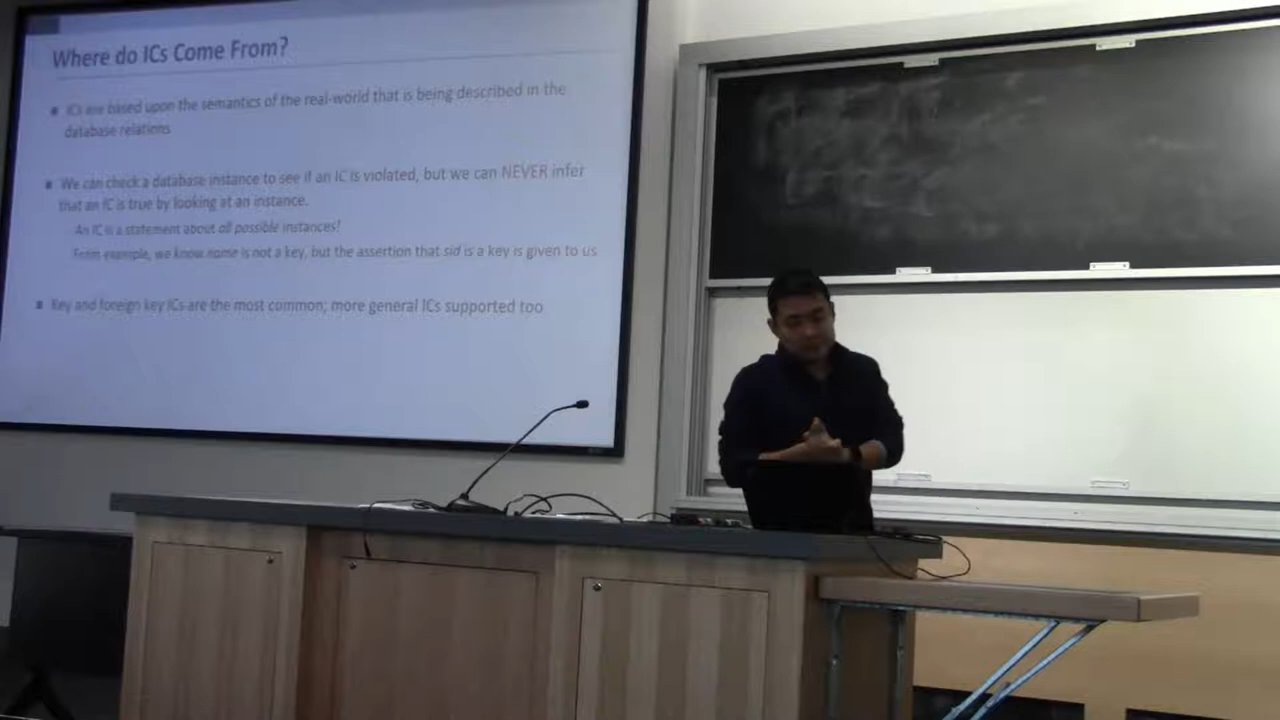 Where do ICs Come From?
ICs are based upon the semantics of the real-world that is being described in the
database relations
We can check a database instance to see if an IC is violated, but we can NEVER infer
that an IC is true by looking at an instance.
An IC is a statement about all possible instances!
From example, we know name is not a key, but the assertion that sid is a key is given to us
Key and foreign key ICs are the most common; more general ICs supported too